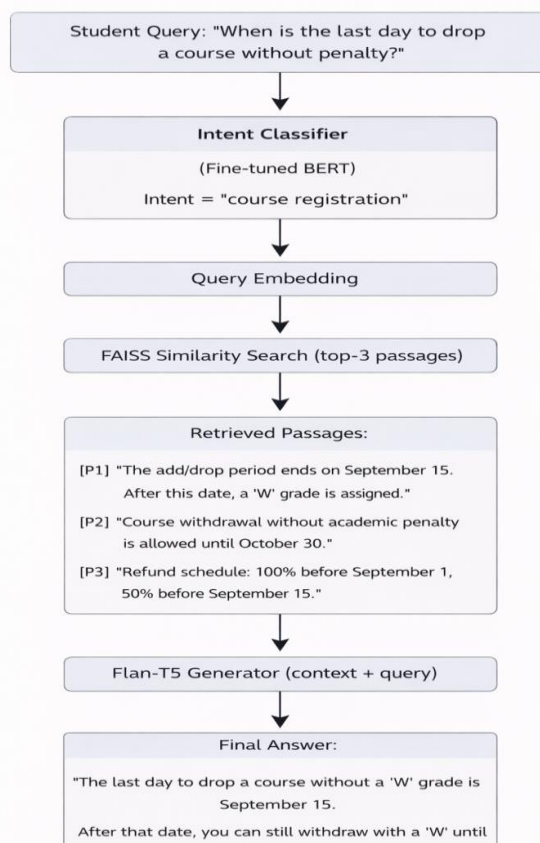 Student Query: "When is the last day to drop
a course without penalty?"
Intent Classifier
(Fine-tuned BERT)
Intent = "course registration"
Query Embedding
FAISS Similarity Search (top-3 passages)
Retrieved Passages:
[P1] "The add/drop period ends on September 15.
After this date, a 'W' grade is assigned."
[P2] "Course withdrawal without academic penalty
is allowed until October 30."
[P3] "Refund schedule: 100% before September 1,
50% before September 15."
Flan-T5 Generator (context + query)
Final Answer:
"The last day to drop a course without a 'W' grade is
September 15.
After that date, you can still withdraw with a 'W' until